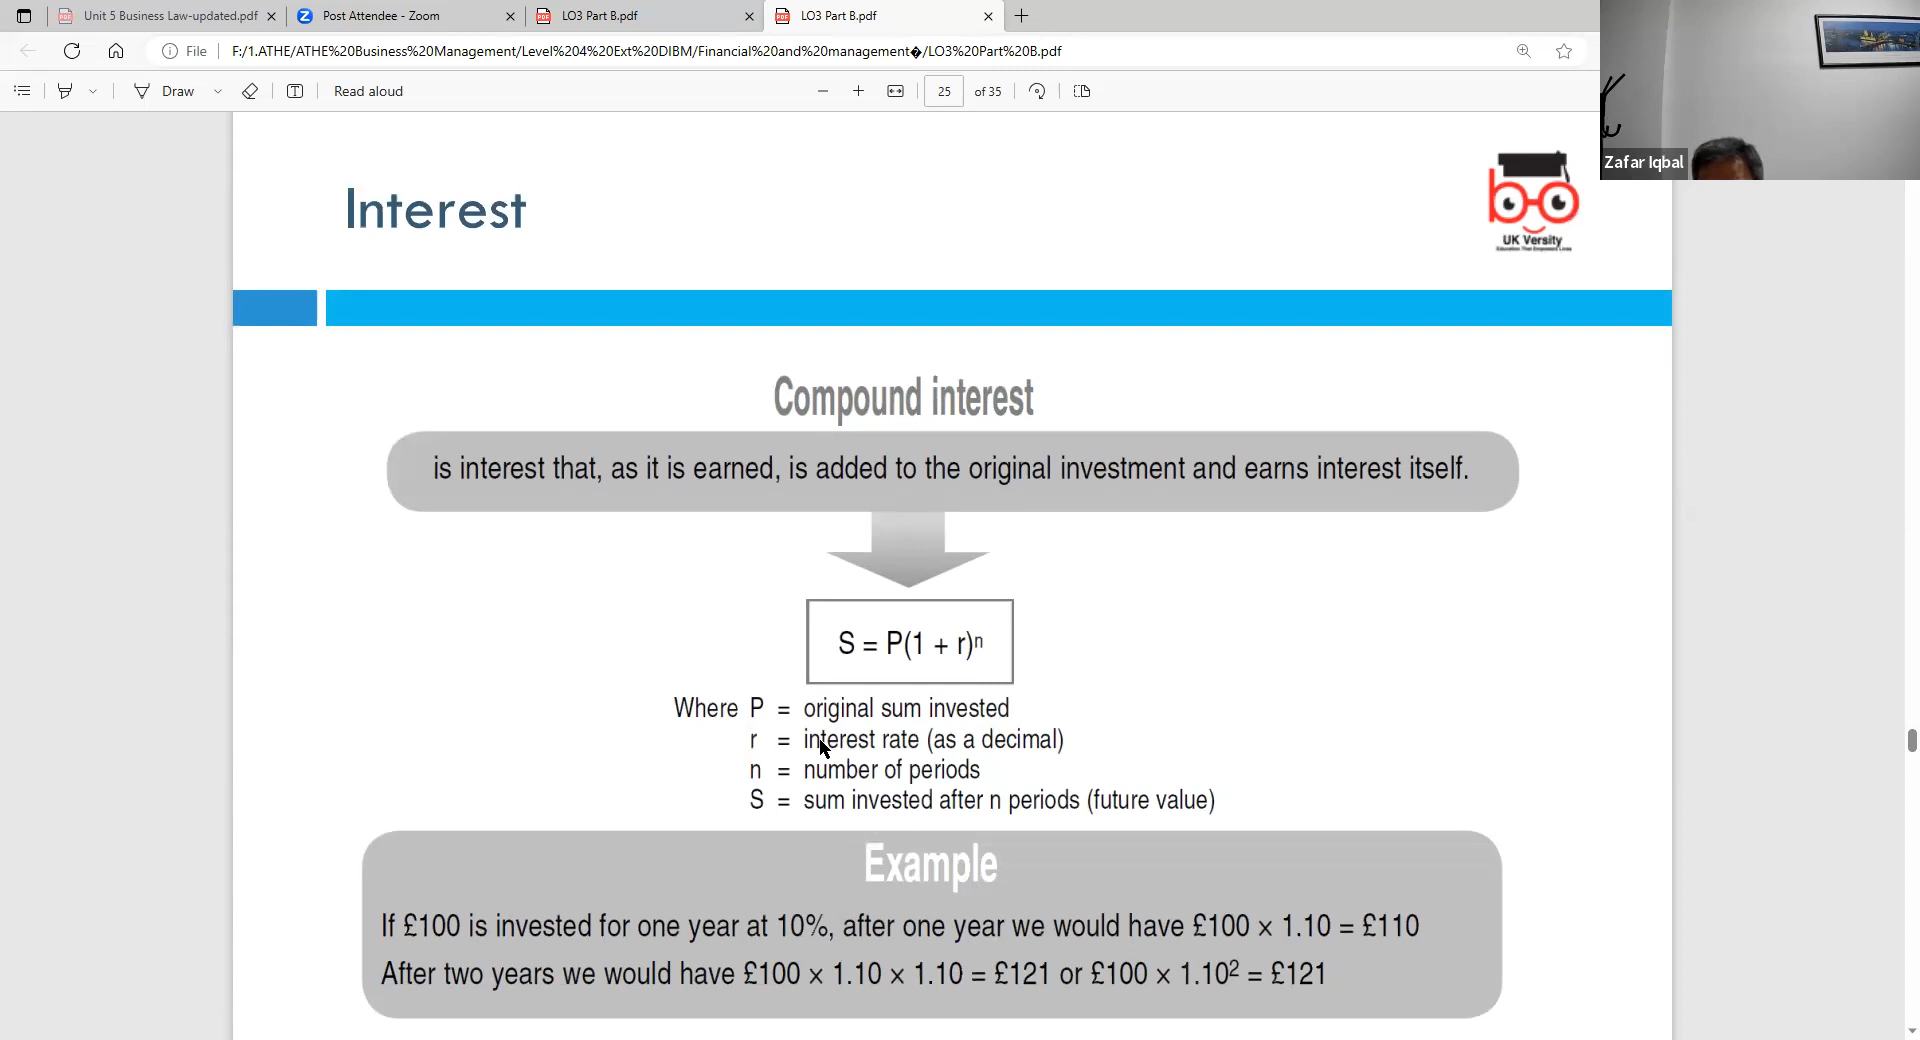 Unit 5 Business Law-updated.pdf
Post Attendee - Zoom
LO3 Part B.pdf
LO3 Part B.pdf
File
F:/1.ATHE/ATHE%20Business%20Management/Level%204%20Ext%20DIBM/Financial%20and%20management�/LO3%20Part%20B.pdf
Draw
Read aloud
25 of 35
Zafar Iqbal
Interest
UK Versity
Education That Empowers Lives
Compound interest
is interest that, as it is earned, is added to the original investment and earns interest itself.
S = P(1 + r)ⁿ
Where P = original sum invested
r = interest rate (as a decimal)
n = number of periods
S = sum invested after n periods (future value)
Example
If £100 is invested for one year at 10%, after one year we would have £100 × 1.10 = £110
After two years we would have £100 × 1.10 × 1.10 = £121 or £100 × 1.10² = £121